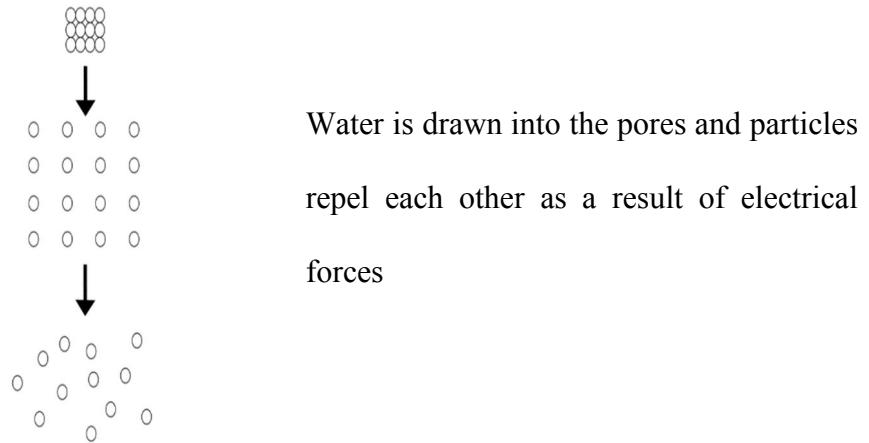 Water is drawn into the pores and particles
repel each other as a result of electrical
forces